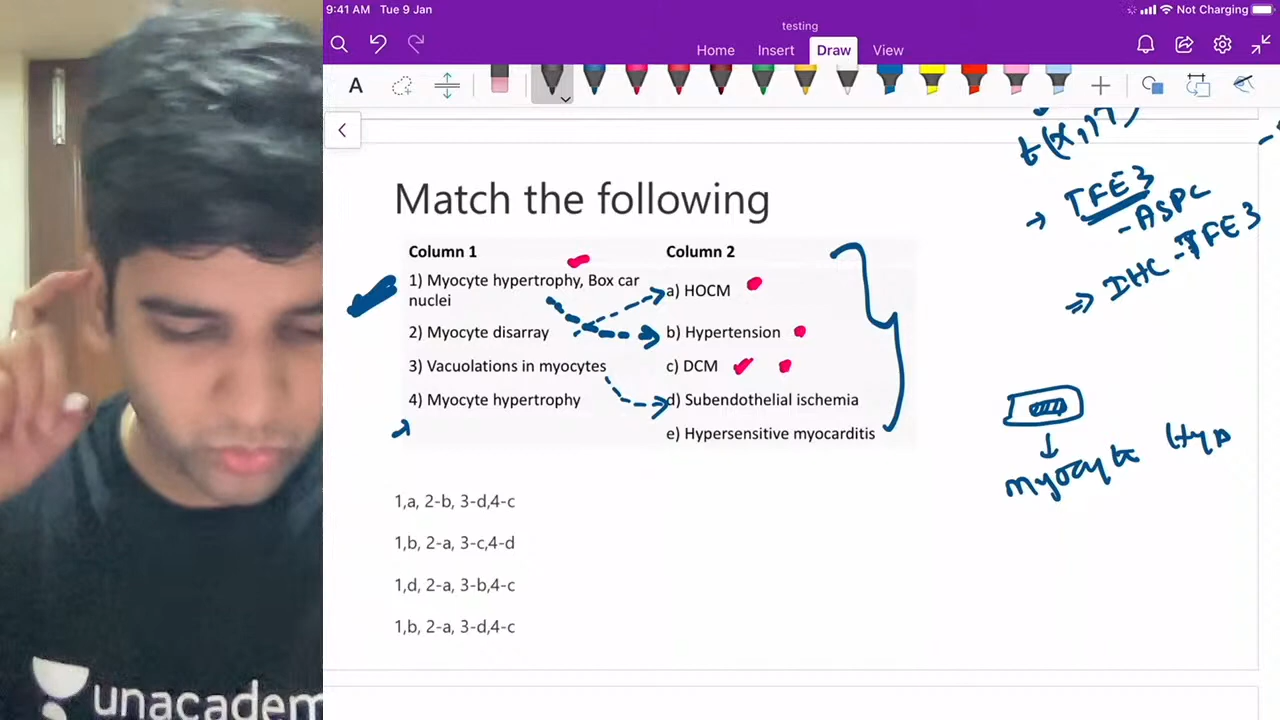 9:41 AM Tue 9 Jan
Not Charging
testing
Home Insert Draw View
A
t(x,17)
→ TFE3
-ASPC
⇒ IHC-TFE3
Match the following
Column 1 Column 2
1) Myocyte hypertrophy, Box car nuclei
a) HOCM
2) Myocyte disarray b) Hypertension
3) Vacuolations in myocytes c) DCM
4) Myocyte hypertrophy d) Subendothelial ischemia
e) Hypersensitive myocarditis
myocyte Hyp
1,a, 2-b, 3-d,4-c
1,b, 2-a, 3-c,4-d
1,d, 2-a, 3-b,4-c
1,b, 2-a, 3-d,4-c
unacadem